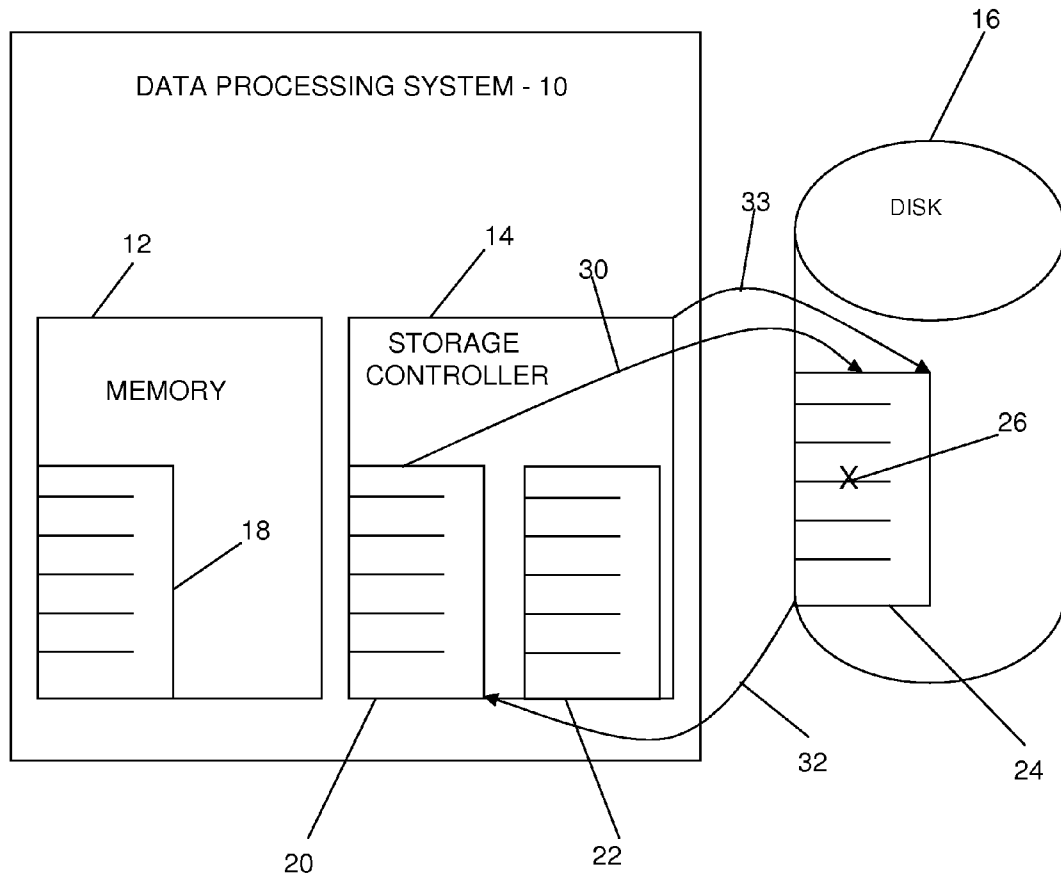 16
DATA PROCESSING SYSTEM - 10
DISK
33
12
14
30
STORAGE
CONTROLLER
MEMORY
26
X
18
32
24
20
22